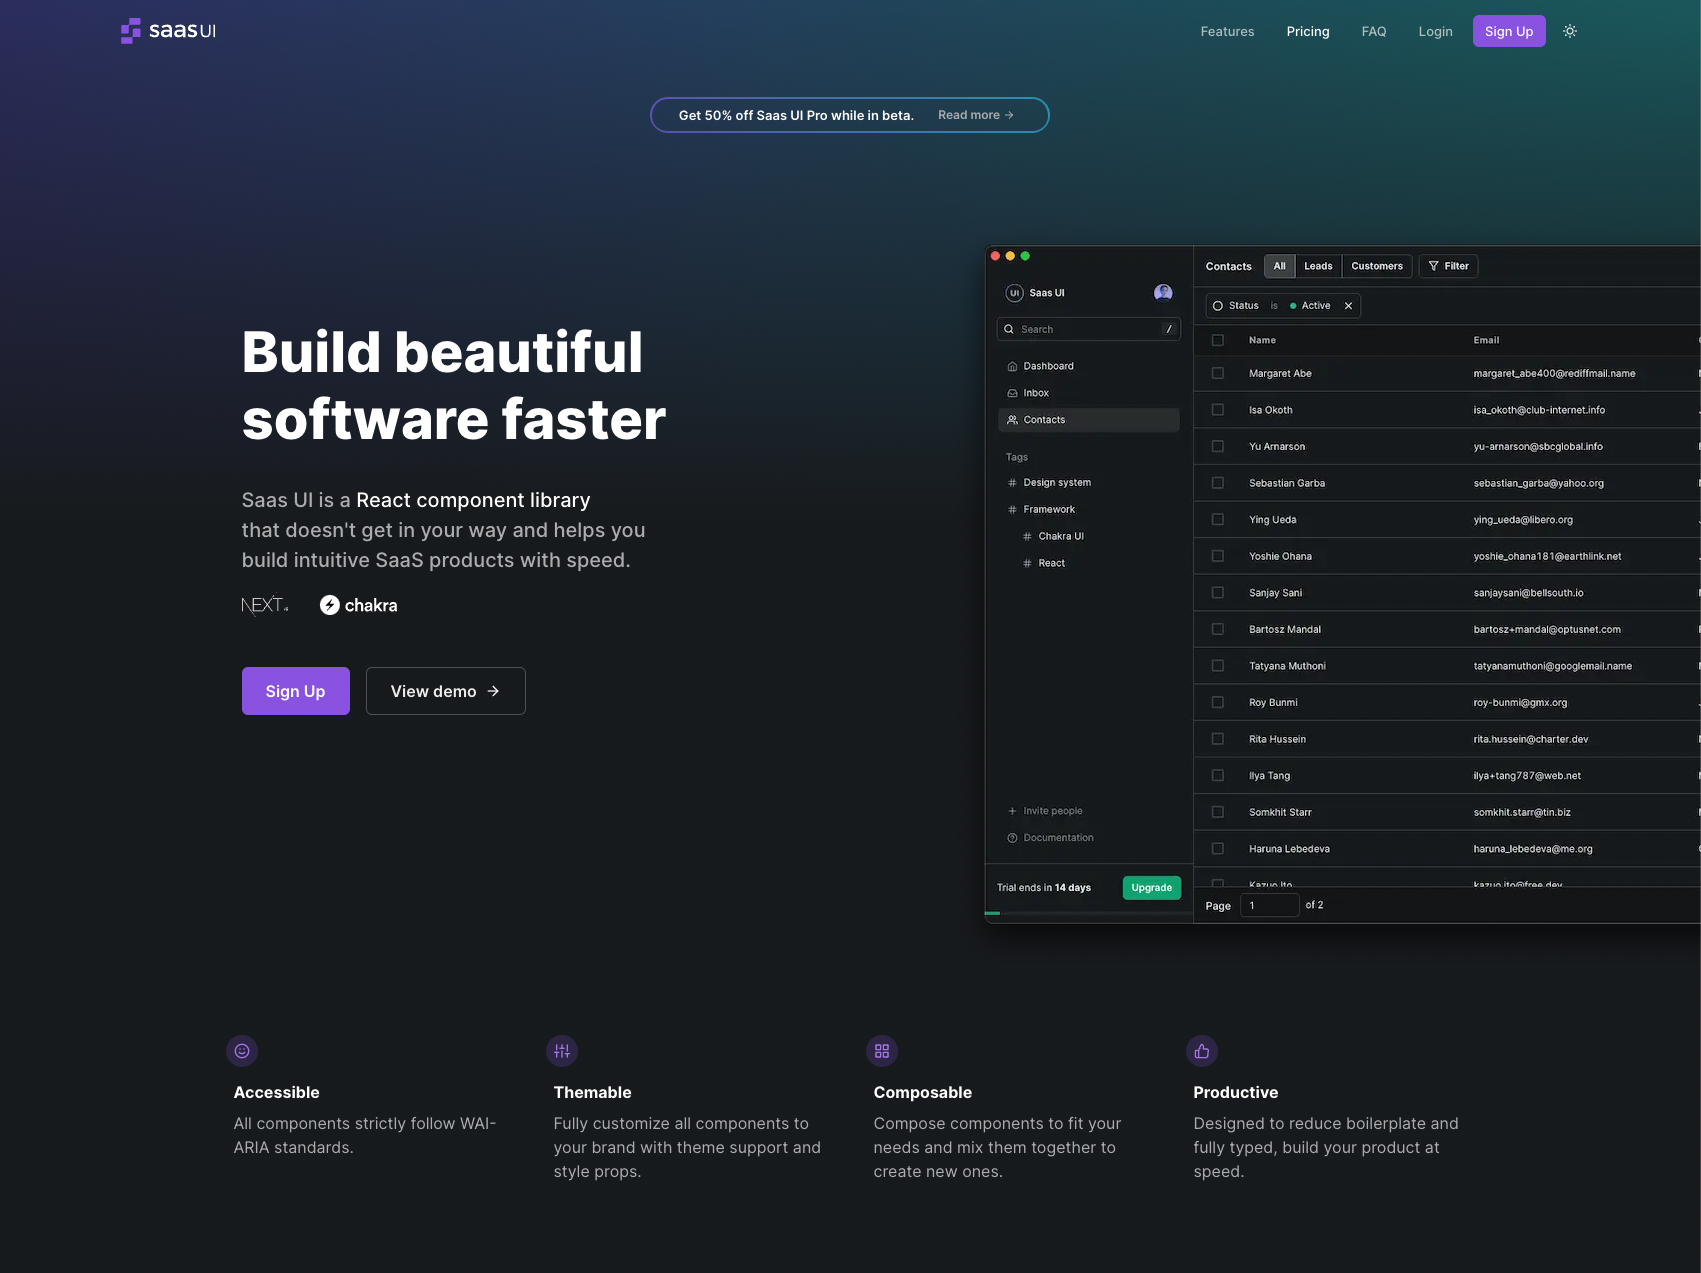 saasUI
Features
Pricing
FAQ
Login
Sign Up
Get 50% off Saas UI Pro while in beta.
Read more →
Build beautiful
software faster
Saas UI is a React component library
that doesn't get in your way and helps you
build intuitive SaaS products with speed.
NEXT
chakra
Sign Up
View demo →
UI Saas UI
Search /
Dashboard
Inbox
Contacts
Tags
# Design system
# Framework
# Chakra UI
# React
+ Invite people
Documentation
Trial ends in 14 days
Upgrade
Contacts All Leads Customers Filter
Status is Active ×
Name Email
Margaret Abe margaret_abe400@rediffmail.name
Isa Okoth isa_okoth@club-internet.info
Yu Arnarson yu-arnarson@sbcglobal.info
Sebastian Garba sebastian_garba@yahoo.org
Ying Ueda ying_ueda@libero.org
Yoshie Ohana yoshie_ohana181@earthlink.net
Sanjay Sani sanjaysani@bellsouth.io
Bartosz Mandal bartosz+mandal@optusnet.com
Tatyana Muthoni tatyanamuthoni@googlemail.name
Roy Bunmi roy-bunmi@gmx.org
Rita Hussein rita.hussein@charter.dev
Ilya Tang ilya+tang787@web.net
Somkhit Starr somkhit.starr@tin.biz
Haruna Lebedeva haruna_lebedeva@me.org
Kazuo Ito kazuo.ito@free.dev
Page 1 of 2
Accessible
All components strictly follow WAI-
ARIA standards.
Themable
Fully customize all components to
your brand with theme support and
style props.
Composable
Compose components to fit your
needs and mix them together to
create new ones.
Productive
Designed to reduce boilerplate and
fully typed, build your product at
speed.